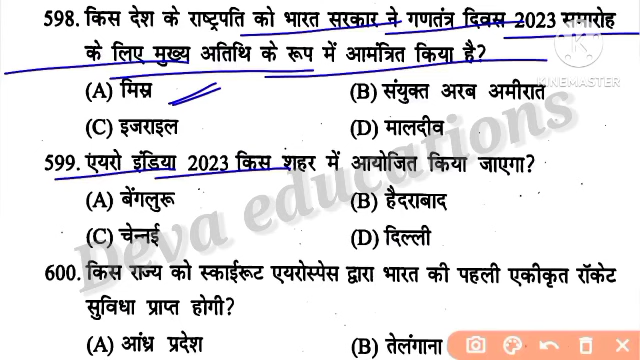 598. किस देश के राष्ट्रपति को भारत सरकार ने गणतंत्र दिवस 2023 समारोह
के लिए मुख्य अतिथि के रूप में आमंत्रित किया है?
(A) मिस्र (B) संयुक्त अरब अमीरात
(C) इजराइल (D) मालदीव
599. एयरो इंडिया 2023 किस शहर में आयोजित किया जाएगा?
(A) बेंगलुरू (B) हैदराबाद
(C) चेन्नई (D) दिल्ली
600. किस राज्य को स्काईरूट एयरोस्पेस द्वारा भारत की पहली एकीकृत रॉकेट
सुविधा प्राप्त होगी?
(A) आंध्र प्रदेश (B) तेलंगाना
Deva educations
KINEMASTER